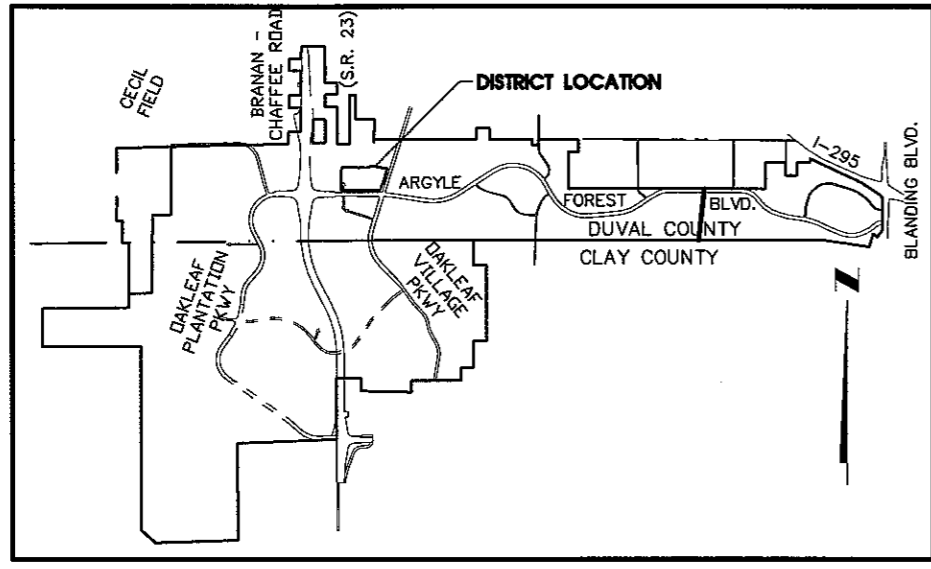 CECIL
FIELD
BRANAN -
CHAFFEE ROAD
(S.R. 23)
DISTRICT LOCATION
I-295
BLANDING BLVD.
ARGYLE
FOREST
BLVD.
DUVAL COUNTY
CLAY COUNTY
OAKLEAF
PLANTATION
PKWY
OAKLEAF
VILLAGE
PKWY
N